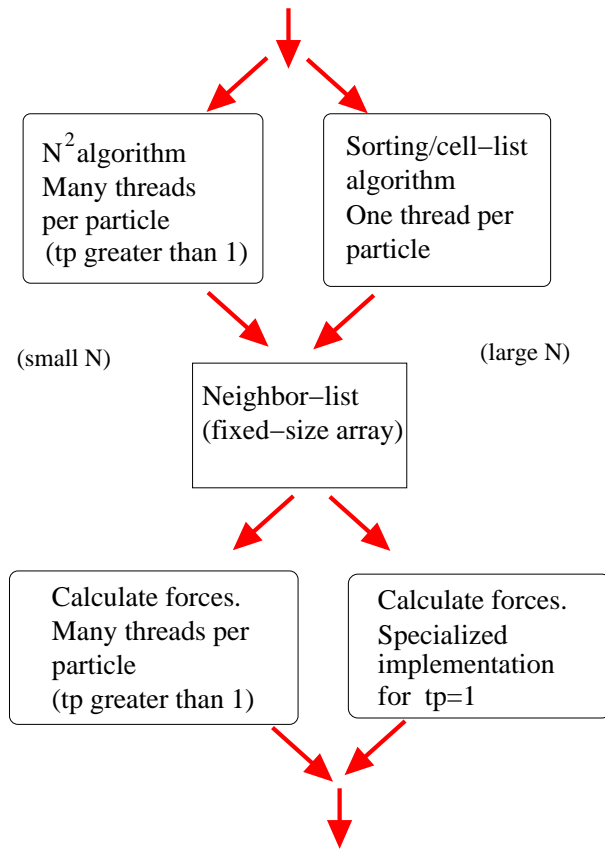 N² algorithm
Many threads
per particle
(tp greater than 1)
Sorting/cell−list
algorithm
One thread per
particle
(small N)
(large N)
Neighbor−list
(fixed−size array)
Calculate forces.
Many threads per
particle
(tp greater than 1)
Calculate forces.
Specialized
implementation
for tp=1